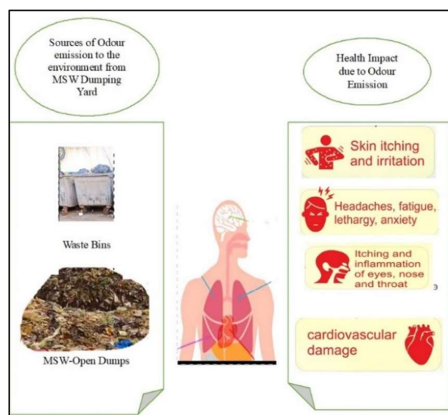 Sources of Odour
emission to the
environment from
MSW Dumping
Yard
Waste Bins
MSW-Open Dumps
Health Impact
due to Odour
Emission
Skin itching
and irritation
Headaches, fatigue,
lethargy, anxiety
Itching and
inflammation
of eyes, nose
and throat
cardiovascular
damage